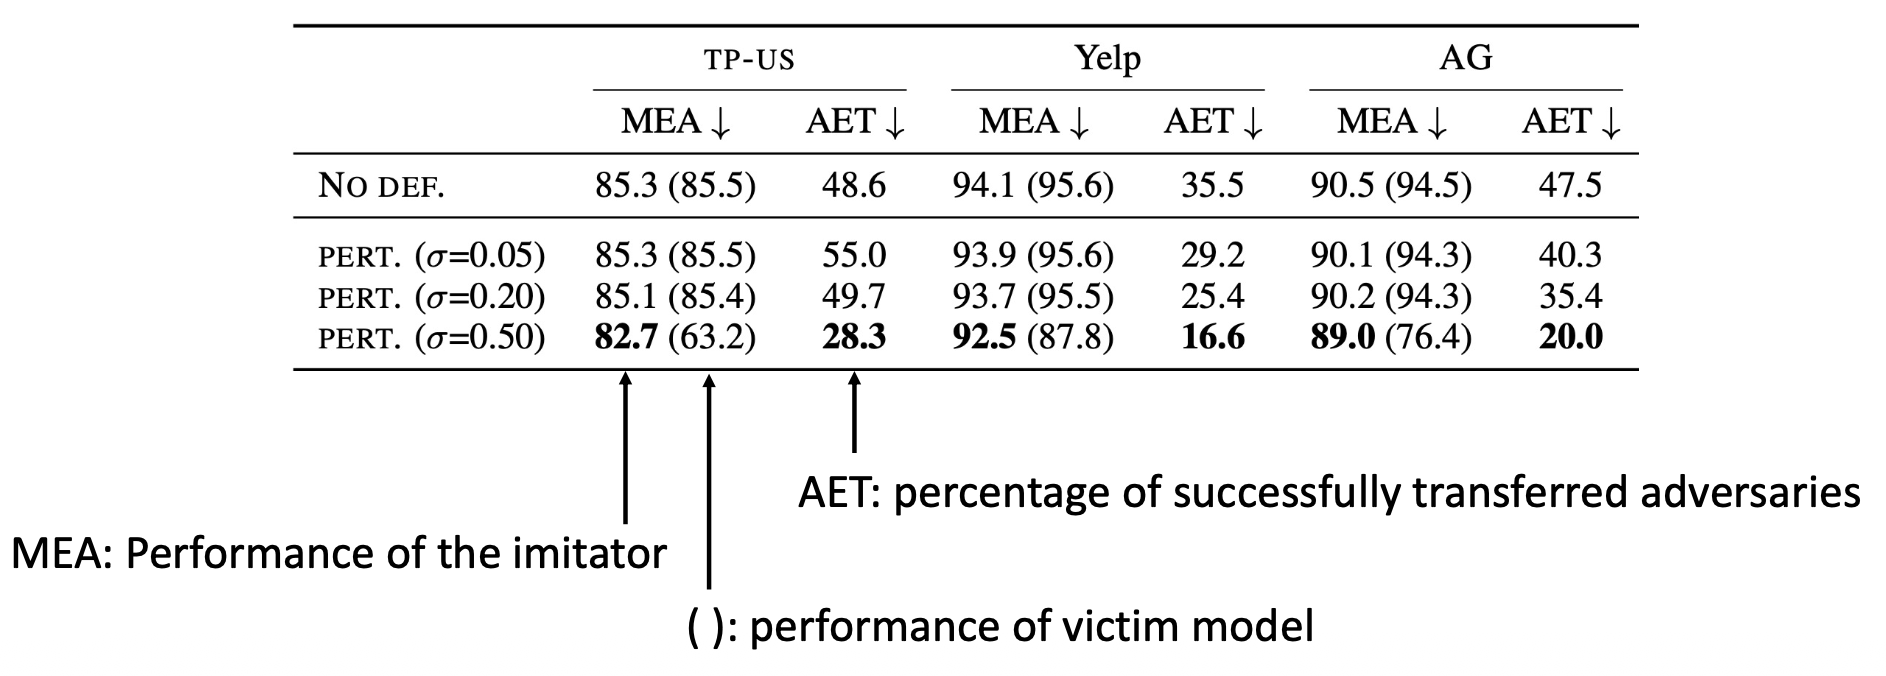 TP-US Yelp AG
MEA ↓ AET ↓ MEA ↓ AET ↓ MEA ↓ AET ↓
NO DEF. 85.3 (85.5) 48.6 94.1 (95.6) 35.5 90.5 (94.5) 47.5
PERT. (σ=0.05) 85.3 (85.5) 55.0 93.9 (95.6) 29.2 90.1 (94.3) 40.3
PERT. (σ=0.20) 85.1 (85.4) 49.7 93.7 (95.5) 25.4 90.2 (94.3) 35.4
PERT. (σ=0.50) 82.7 (63.2) 28.3 92.5 (87.8) 16.6 89.0 (76.4) 20.0
AET: percentage of successfully transferred adversaries
MEA: Performance of the imitator
( ): performance of victim model